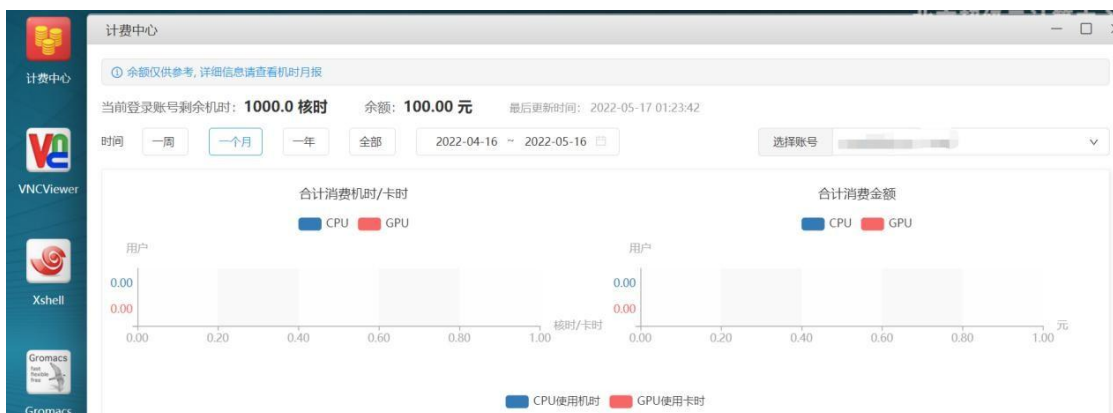 计费中心
计费中心
余额仅供参考, 详细信息请查看机时月报
当前登录账号剩余机时: 1000.0 核时 余额: 100.00 元 最后更新时间: 2022-05-17 01:23:42
时间 一周 一个月 一年 全部 2022-04-16 ~ 2022-05-16 选择账号
VNCViewer
合计消费机时/卡时 合计消费金额
CPU GPU CPU GPU
用户 用户
Xshell
0.00 0.00
0.00 0.00
核时/卡时 元
0.00 0.20 0.40 0.60 0.80 1.00 0.00 0.20 0.40 0.60 0.80 1.00
Gromacs
fast
flexible
free
CPU使用机时 GPU使用卡时
Gromacs